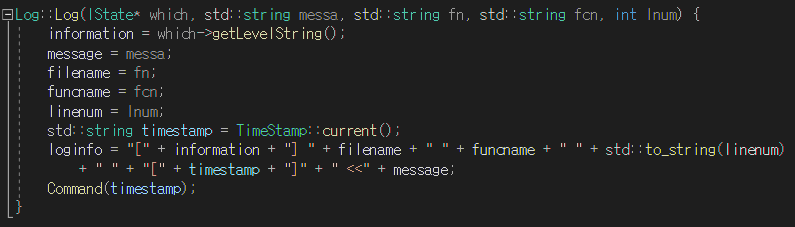 Log::Log(IState* which, std::string messa, std::string fn, std::string fcn, int lnum) {
information = which->getLevelString();
message = messa;
filename = fn;
funcname = fcn;
linenum = lnum;
std::string timestamp = TimeStamp::current();
loginfo = "[" + information + "] " + filename + " " + funcname + " " + std::to_string(linenum)
+ " " + "[" + timestamp + "]" + " <<" + message;
Command(timestamp);
}